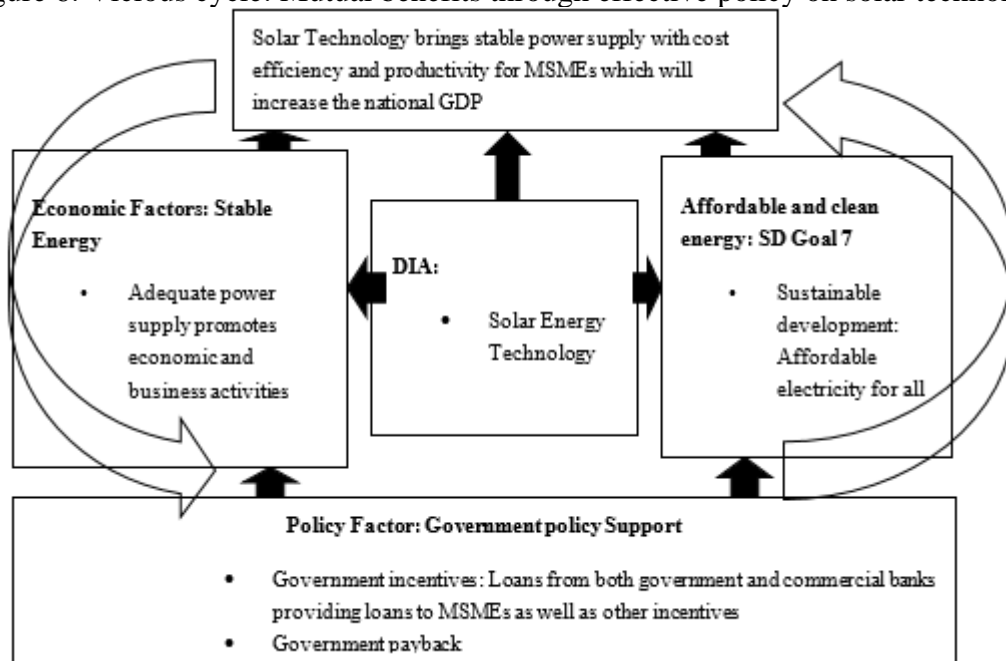 gure 6: Vicious cycle: Mutual benefits through effective policy on solar technol
Solar Technology brings stable power supply with cost
efficiency and productivity for MSMEs which will
increase the national GDP
Economic Factors: Stable
Energy
• Adequate power
supply promotes
economic and
business activities
DIA:
• Solar Energy
Technology
Affordable and clean
energy: SD Goal 7
• Sustainable
development:
Affordable
electricity for all
Policy Factor: Government policy Support
• Government incentives: Loans from both government and commercial banks
providing loans to MSMEs as well as other incentives
• Government payback